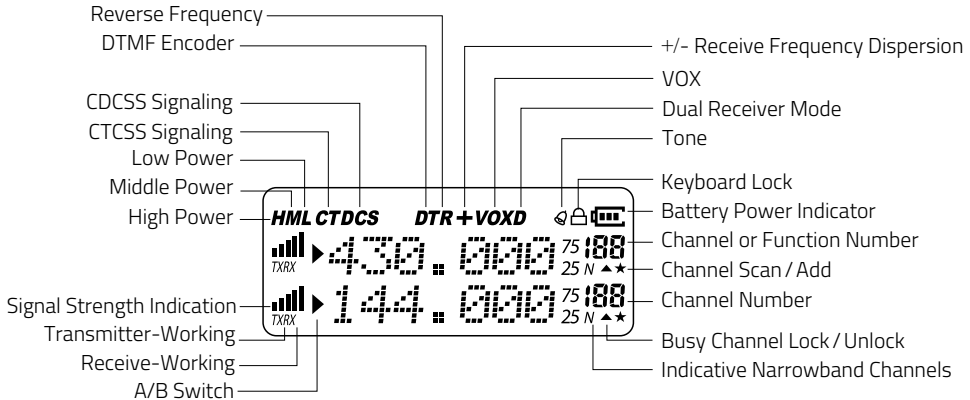 Reverse Frequency
DTMF Encoder
CDCSS Signaling
CTCSS Signaling
Low Power
Middle Power
High Power
Signal Strength Indication
Transmitter-Working
Receive-Working
A/B Switch
HML CTDCS DTR+VOXD
TXRX 430.000 75 188
25 N
TXRX 144.000 75 188
25 N
+/- Receive Frequency Dispersion
VOX
Dual Receiver Mode
Tone
Keyboard Lock
Battery Power Indicator
Channel or Function Number
Channel Scan / Add
Channel Number
Busy Channel Lock / Unlock
Indicative Narrowband Channels